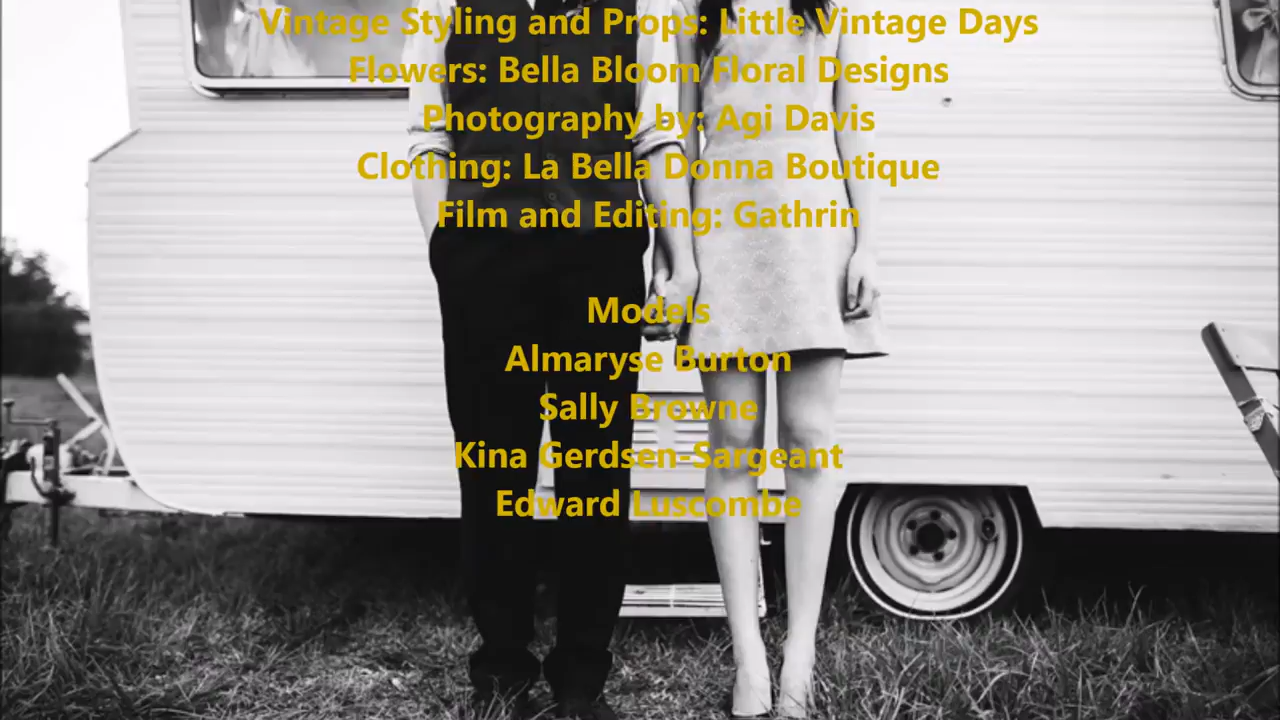 Vintage Styling and Props: Little Vintage Days
Flowers: Bella Bloom Floral Designs
Photography by: Agi Davis
Clothing: La Bella Donna Boutique
Film and Editing: Gathrin
Models
Almaryse Burton
Sally Browne
Kina Gerdsen-Sargeant
Edward Luscombe